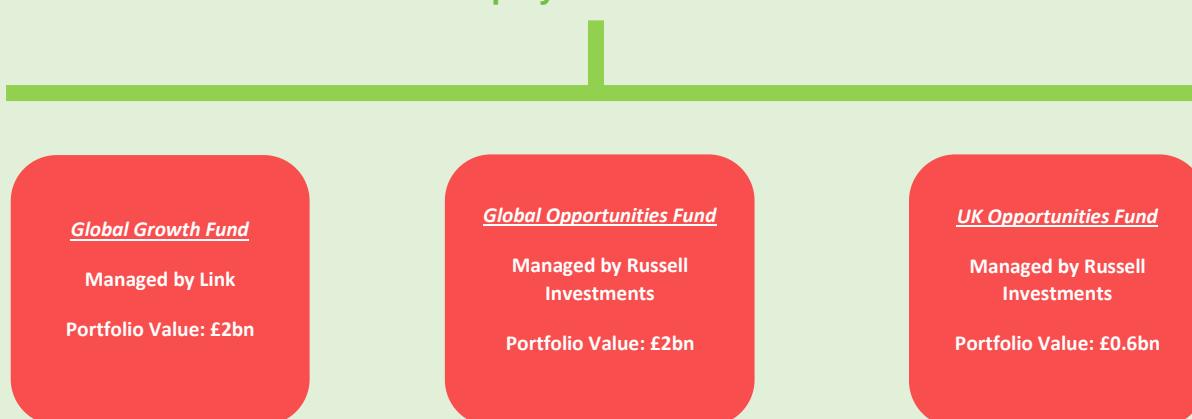 Global Growth Fund
Managed by Link
Portfolio Value: £2bn
Global Opportunities Fund
Managed by Russell
Investments
Portfolio Value: £2bn
UK Opportunities Fund
Managed by Russell
Investments
Portfolio Value: £0.6bn